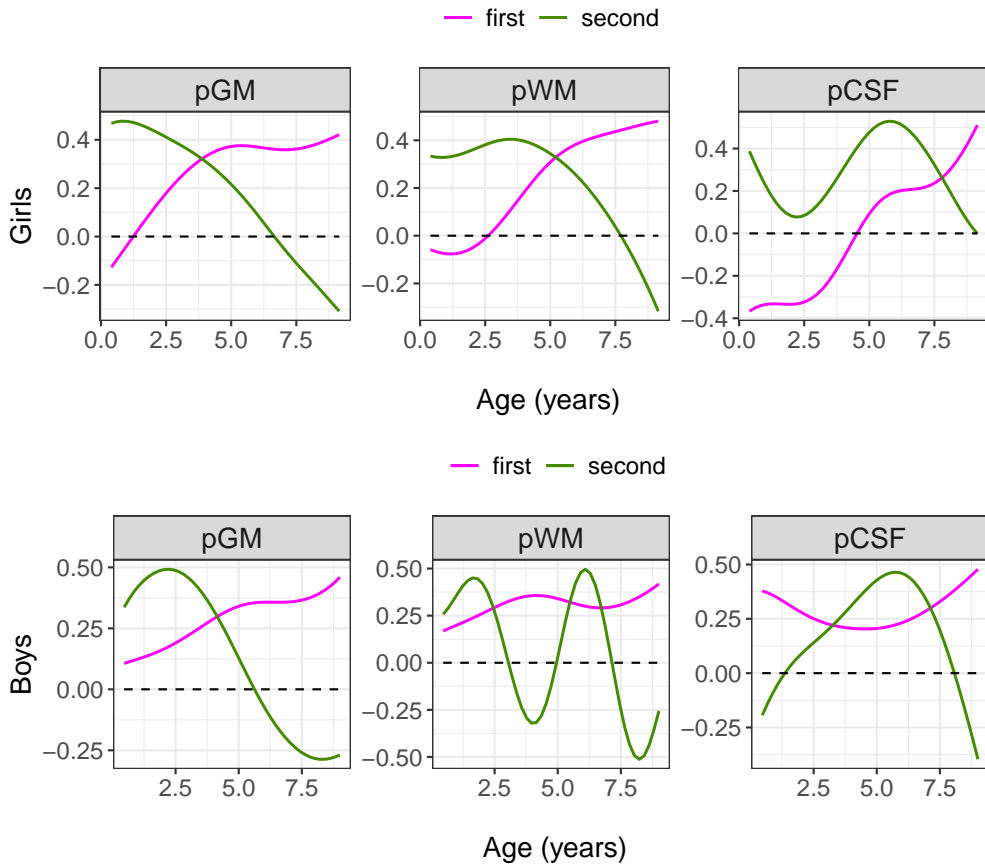 first second
pGM pWM pCSF
Girls
0.4 0.2 0.0 −0.2
0.4 0.2 0.0 −0.2
0.4 0.2 0.0 −0.2 −0.4
0.0 2.5 5.0 7.5 0.0 2.5 5.0 7.5 0.0 2.5 5.0 7.5
Age (years)
first second
pGM pWM pCSF
Boys
0.50 0.25 0.00 −0.25
0.50 0.25 0.00 −0.25 −0.50
0.50 0.25 0.00 −0.25
2.5 5.0 7.5 2.5 5.0 7.5 2.5 5.0 7.5
Age (years)